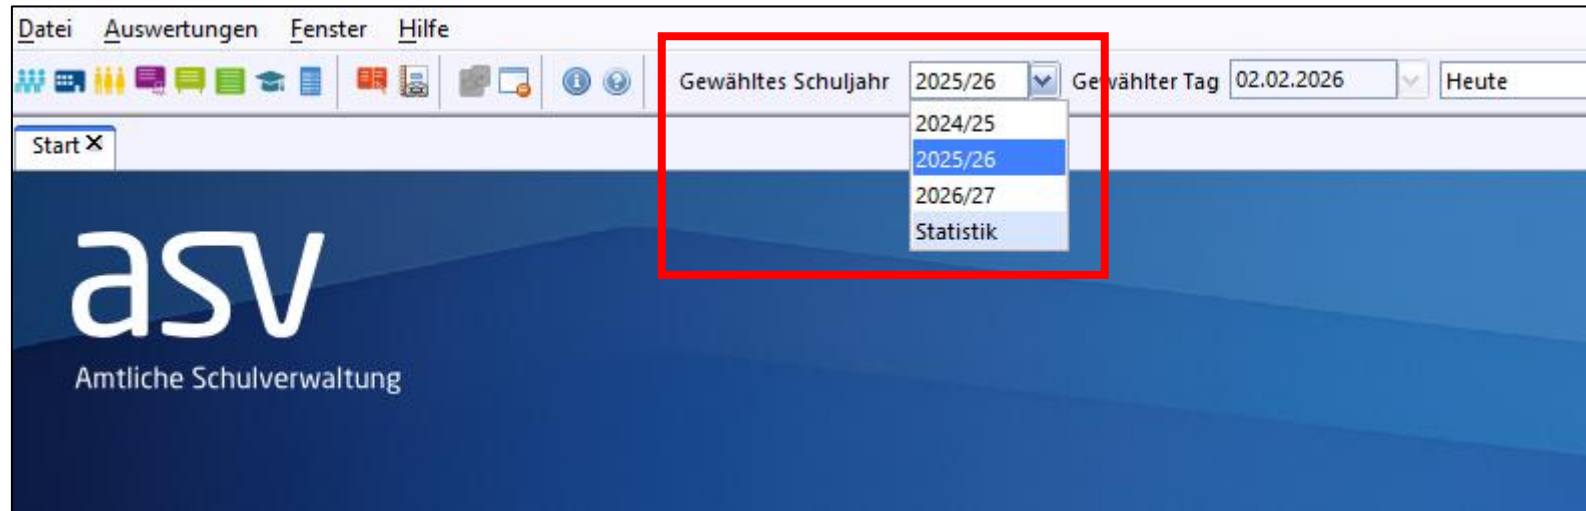 Datei Auswertungen Fenster Hilfe
Gewähltes Schuljahr 2025/26 Gewählter Tag 02.02.2026 Heute
2024/25
Start
2025/26
2026/27
Statistik
asv
Amtliche Schulverwaltung